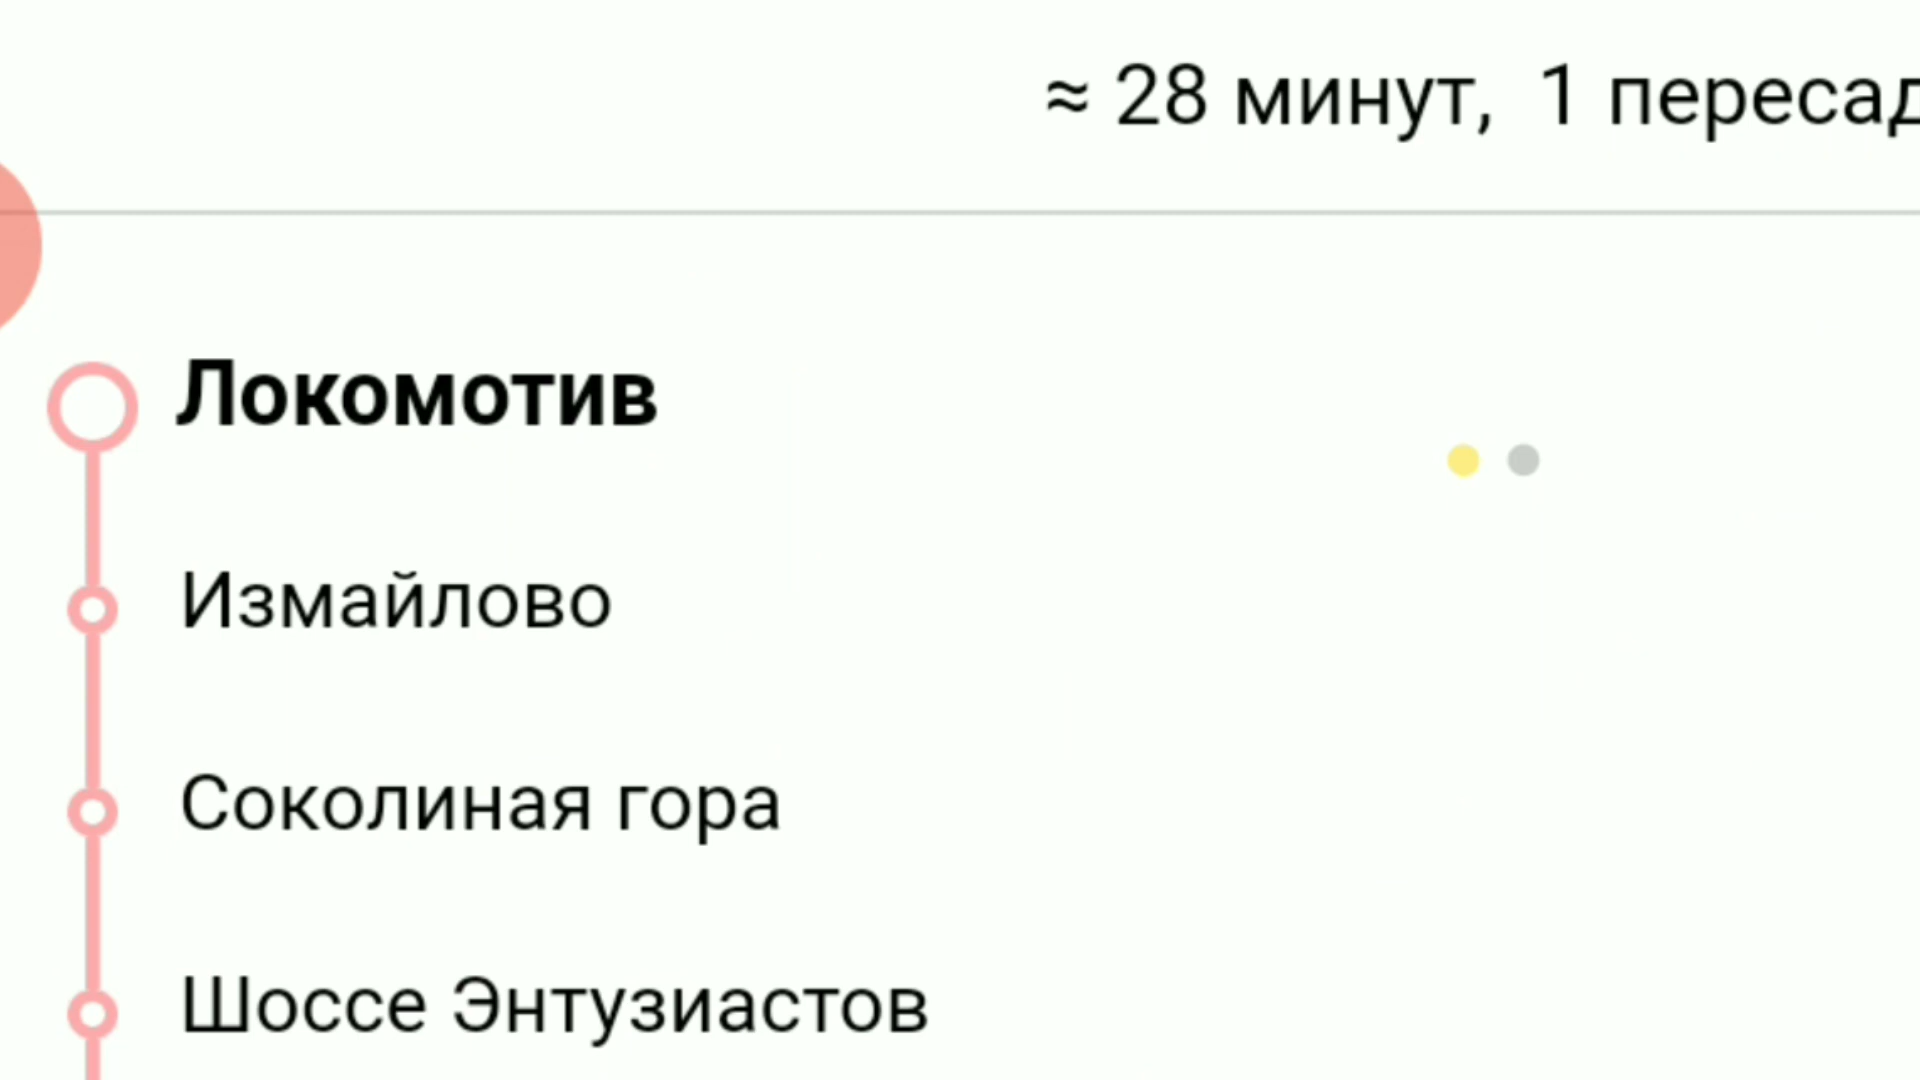 ≈ 28 минут, 1 пересад
Локомотив
Измайлово
Соколиная гора
Шоссе Энтузиастов